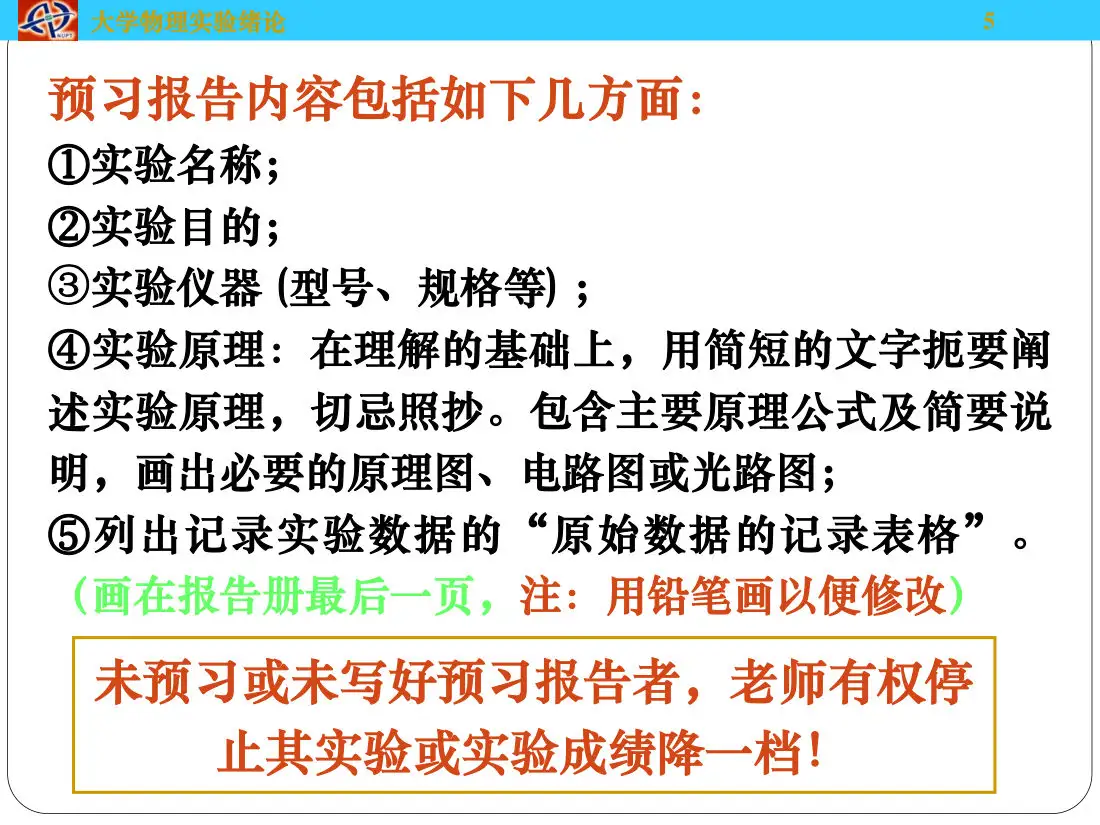 大学物理实验绪论 5
NUPT
预习报告内容包括如下几方面：
①实验名称；
②实验目的；
③实验仪器 (型号、规格等) ；
④实验原理：在理解的基础上，用简短的文字扼要阐
述实验原理，切忌照抄。包含主要原理公式及简要说
明，画出必要的原理图、电路图或光路图；
⑤列出记录实验数据的“原始数据的记录表格”。
（画在报告册最后一页，注：用铅笔画以便修改）
未预习或未写好预习报告者，老师有权停
止其实验或实验成绩降一档！